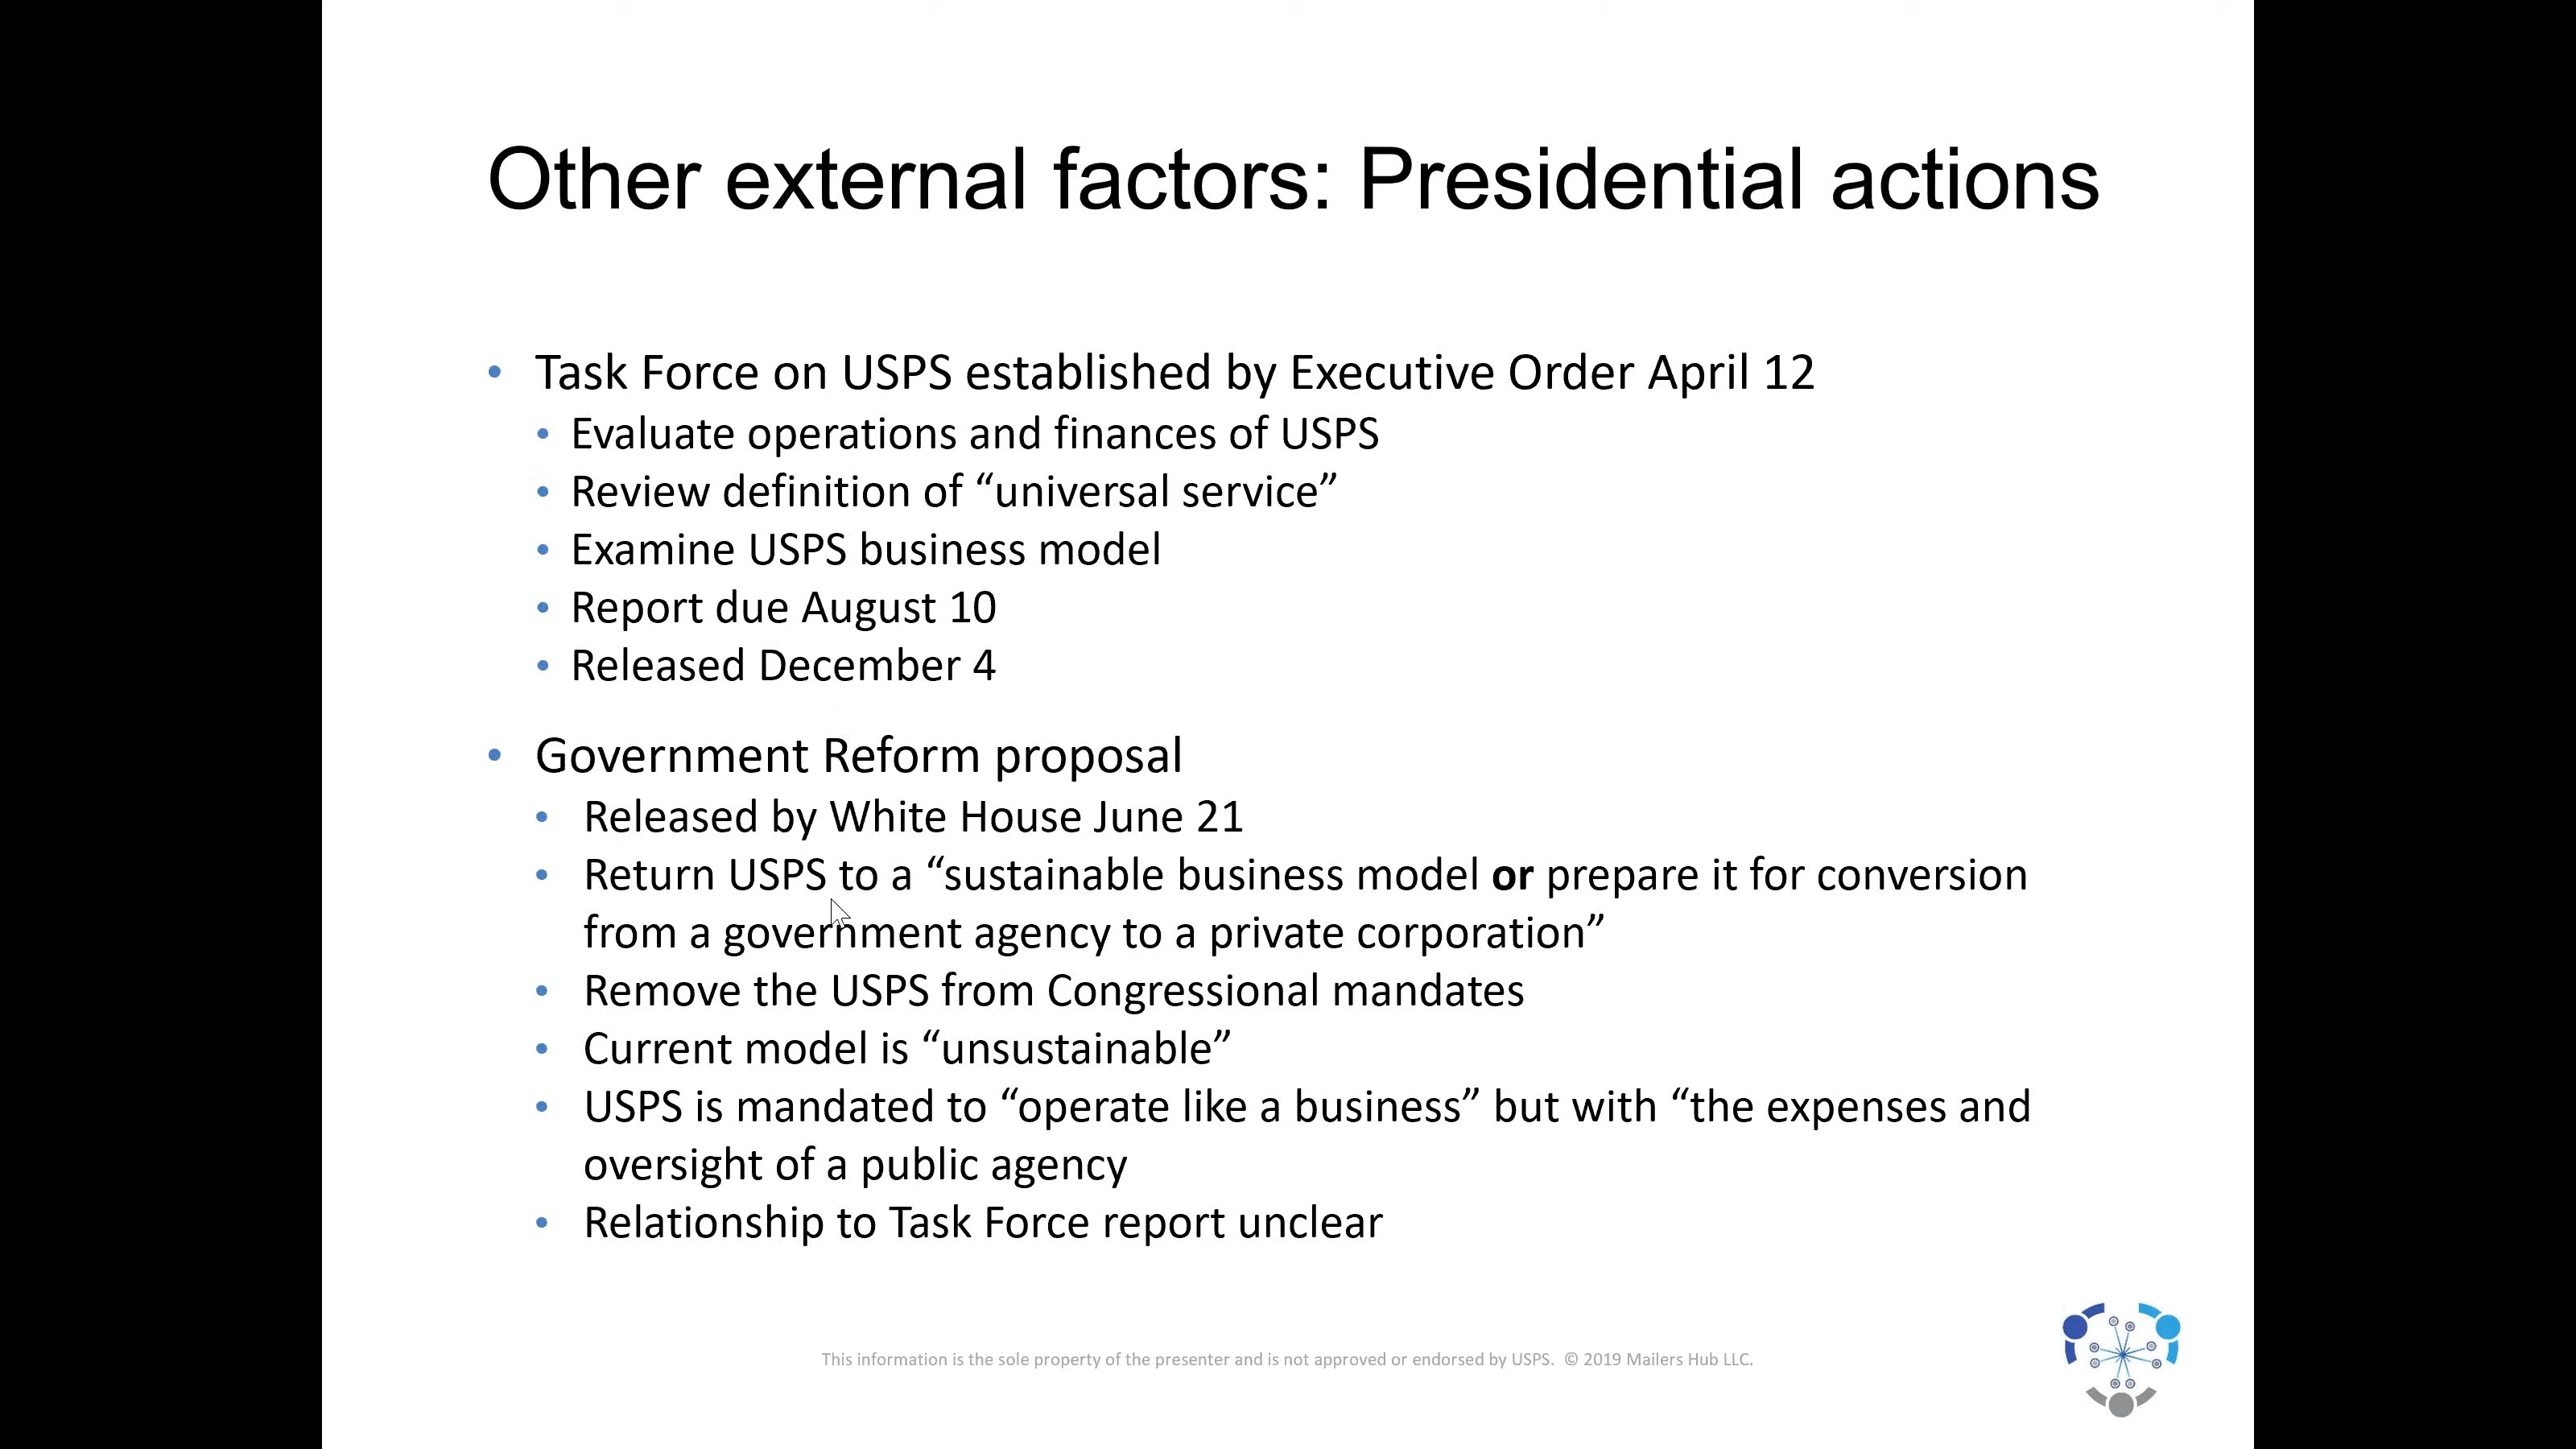 Other external factors: Presidential actions
• Task Force on USPS established by Executive Order April 12
• Evaluate operations and finances of USPS
• Review definition of “universal service”
• Examine USPS business model
• Report due August 10
• Released December 4
• Government Reform proposal
• Released by White House June 21
• Return USPS to a “sustainable business model or prepare it for conversion
from a government agency to a private corporation”
• Remove the USPS from Congressional mandates
• Current model is “unsustainable”
• USPS is mandated to “operate like a business” but with “the expenses and
oversight of a public agency
• Relationship to Task Force report unclear
This information is the sole property of the presenter and is not approved or endorsed by USPS. © 2019 Mailers Hub LLC.